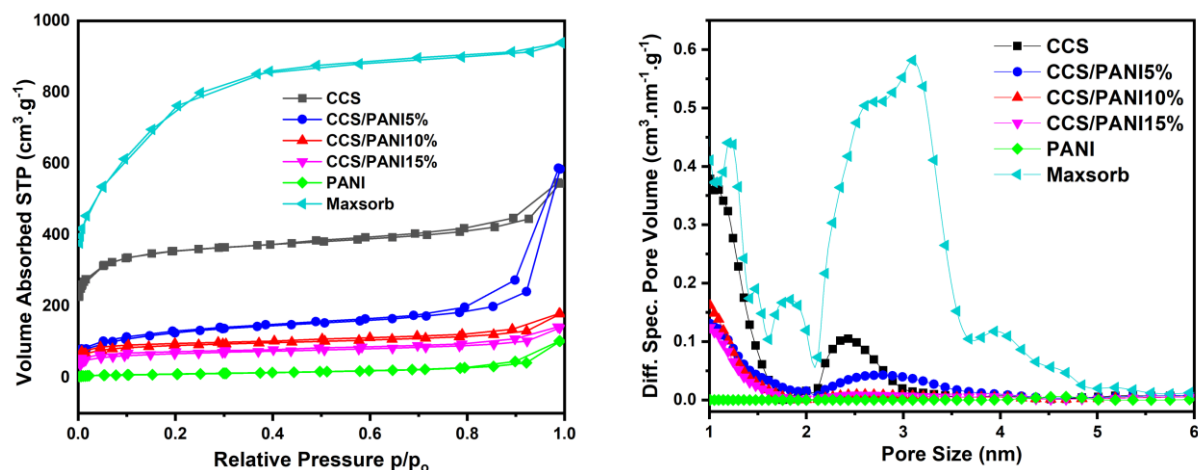 1000
800
600
400
200
0
0.0 0.2 0.4 0.6 0.8 1.0
Volume Absorbed STP (cm³.g⁻¹)
Relative Pressure p/pₒ
CCS
CCS/PANI5%
CCS/PANI10%
CCS/PANI15%
PANI
Maxsorb
0.6
0.5
0.4
0.3
0.2
0.1
0.0
1 2 3 4 5 6
Diff. Spec. Pore Volume (cm³.nm⁻¹.g⁻¹)
Pore Size (nm)
CCS
CCS/PANI5%
CCS/PANI10%
CCS/PANI15%
PANI
Maxsorb